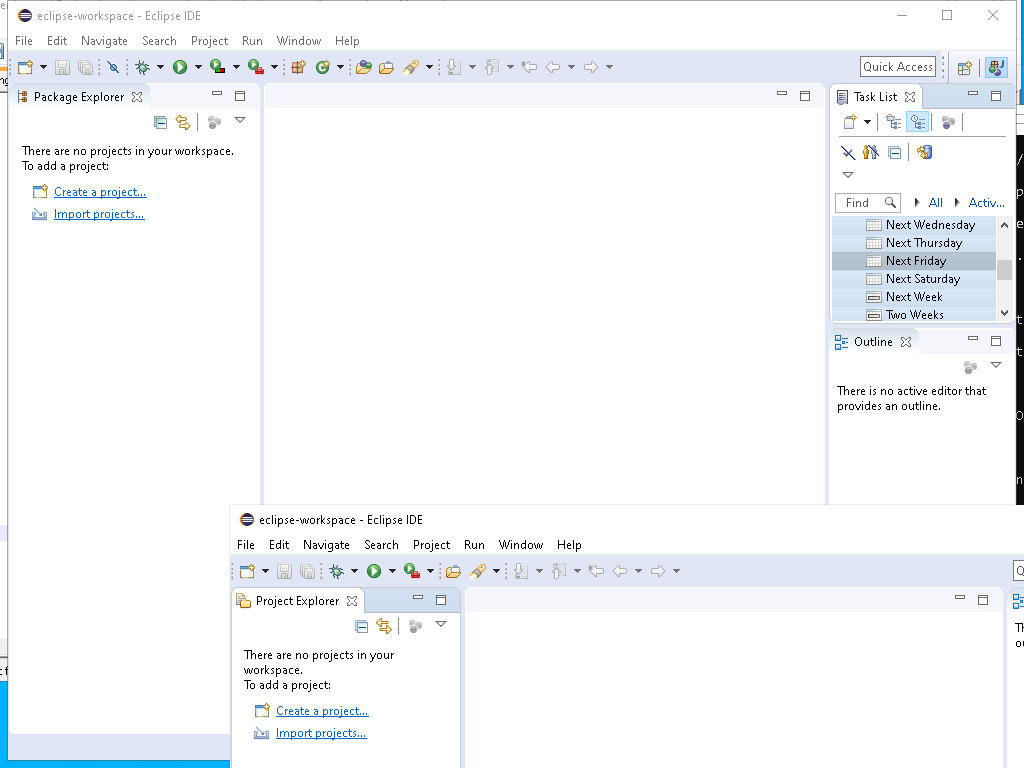 eclipse-workspace - Eclipse IDE
File Edit Navigate Search Project Run Window Help
Quick Access
Package Explorer
There are no projects in your workspace.
To add a project:
Create a project...
Import projects...
Task List
Find All Activ...
Next Wednesday
Next Thursday
Next Friday
Next Saturday
Next Week
Two Weeks
Outline
There is no active editor that
provides an outline.
eclipse-workspace - Eclipse IDE
File Edit Navigate Search Project Run Window Help
Project Explorer
There are no projects in your
workspace.
To add a project:
Create a project...
Import projects...